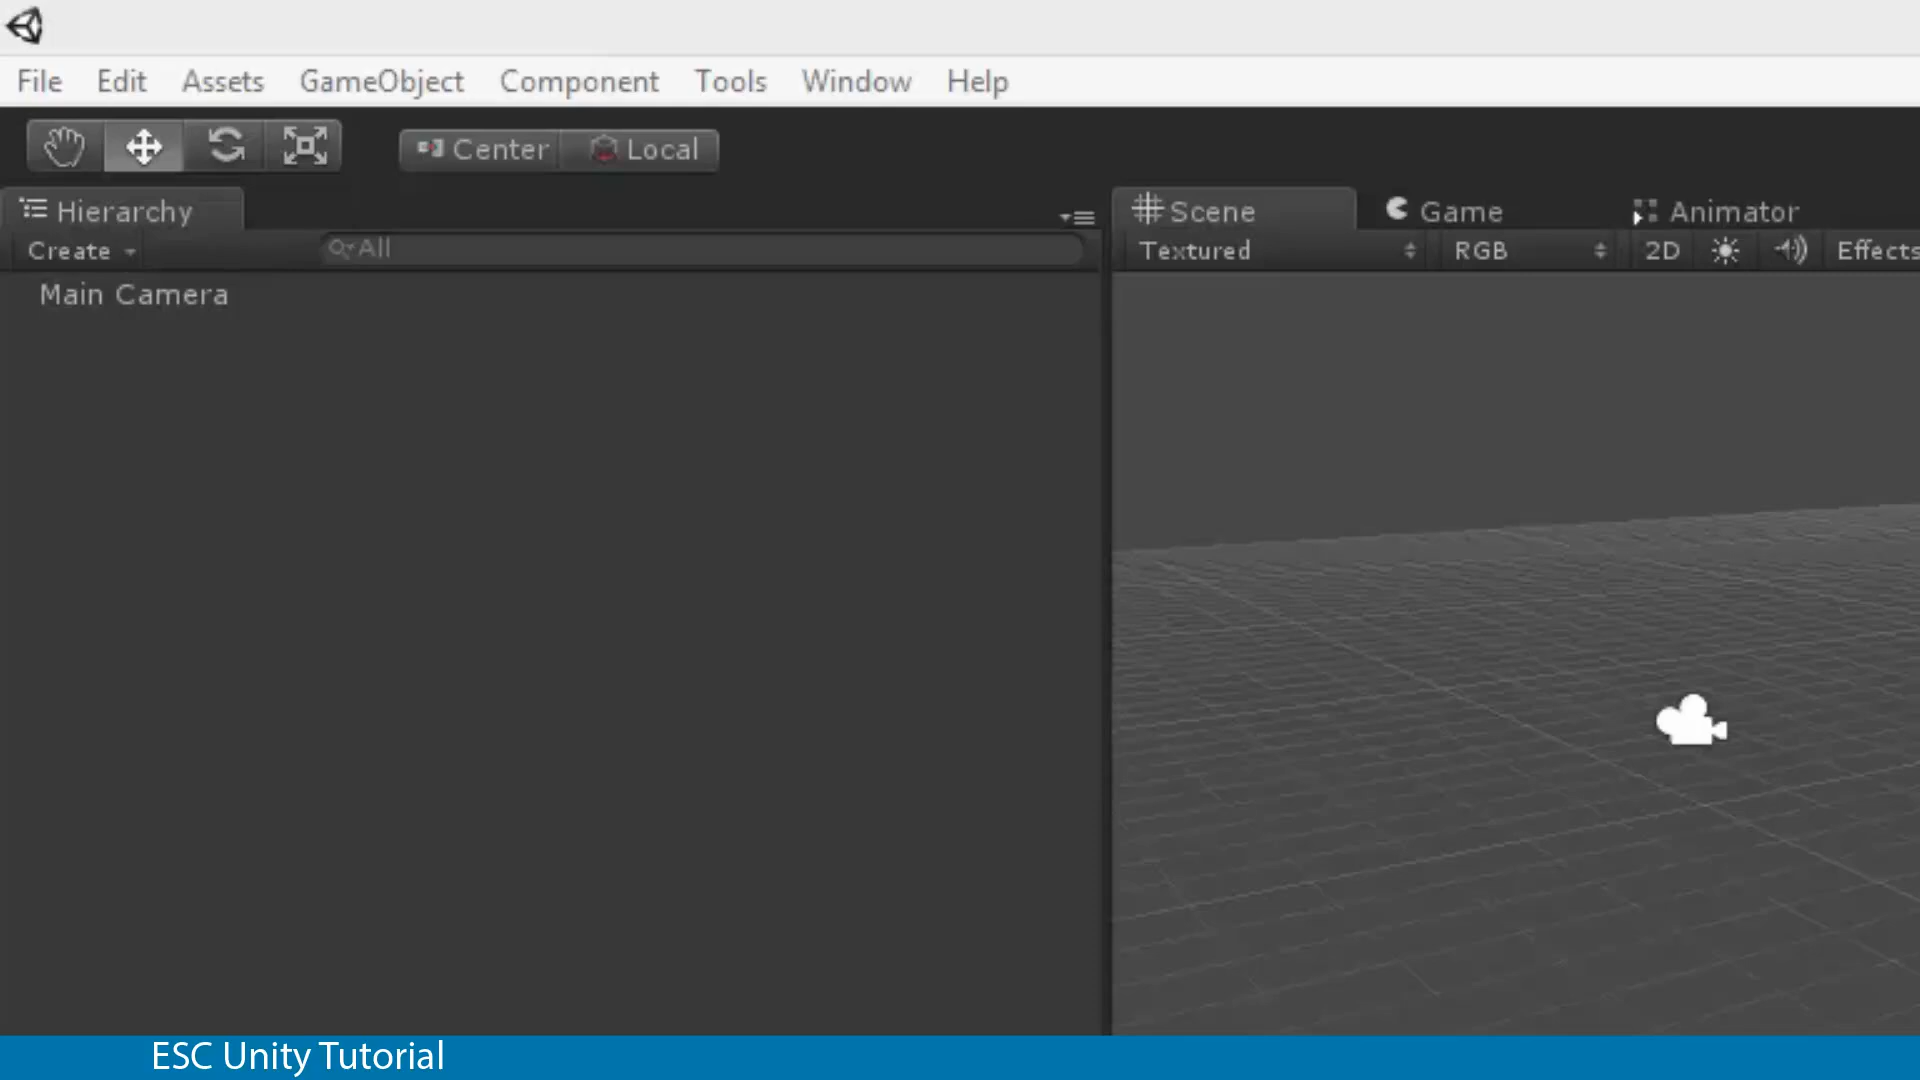 File Edit Assets GameObject Component Tools Window Help
Center Local
Hierarchy
Create All
Main Camera
Scene Game Animator
Textured RGB 2D Effects
ESC Unity Tutorial